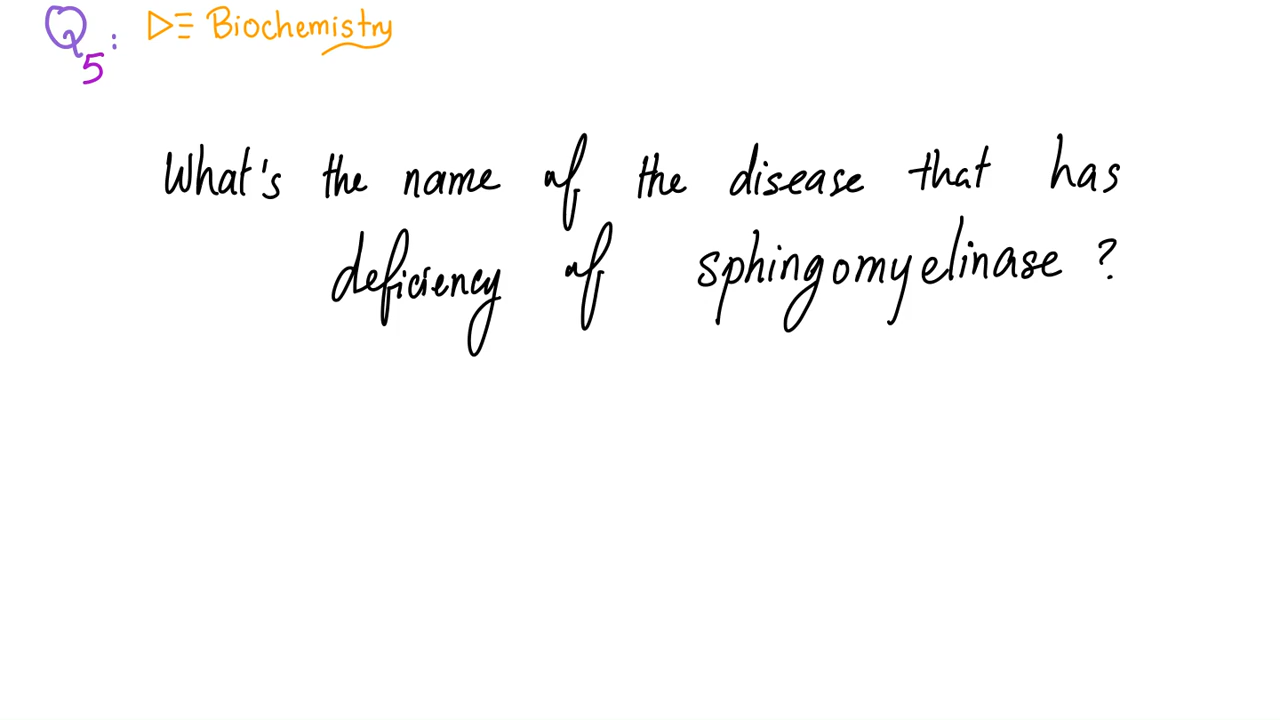 Q5: Biochemistry
What's the name of the disease that has
deficiency of sphingomyelinase?